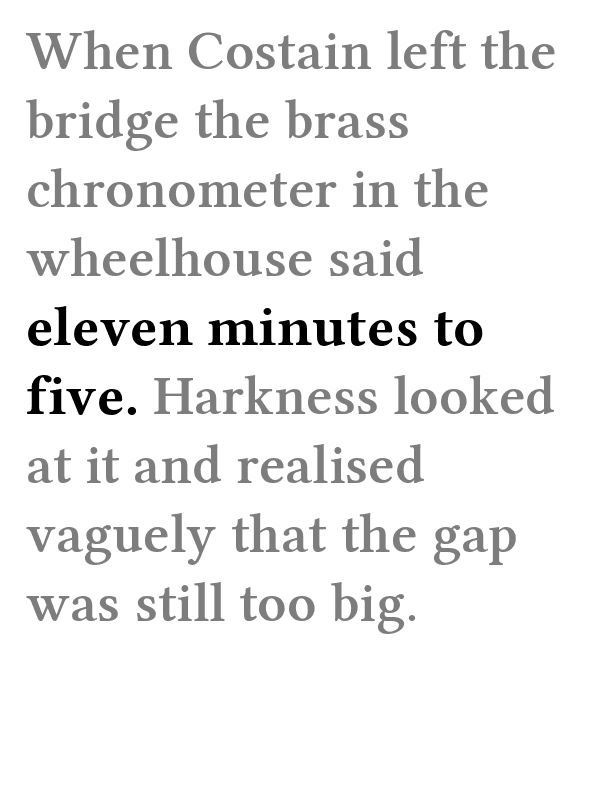 When Costain left the
bridge the brass
chronometer in the
wheelhouse said
eleven minutes to
five. Harkness looked
at it and realised
vaguely that the gap
was still too big.